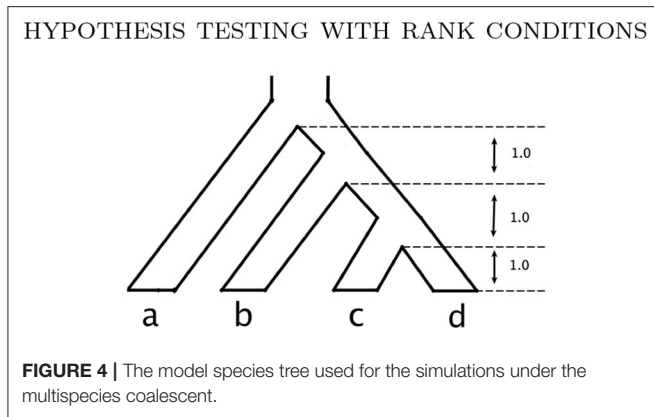 HYPOTHESIS TESTING WITH RANK CONDITIONS
1.0
1.0
1.0
a b c d
FIGURE 4 | The model species tree used for the simulations under the
multispecies coalescent.